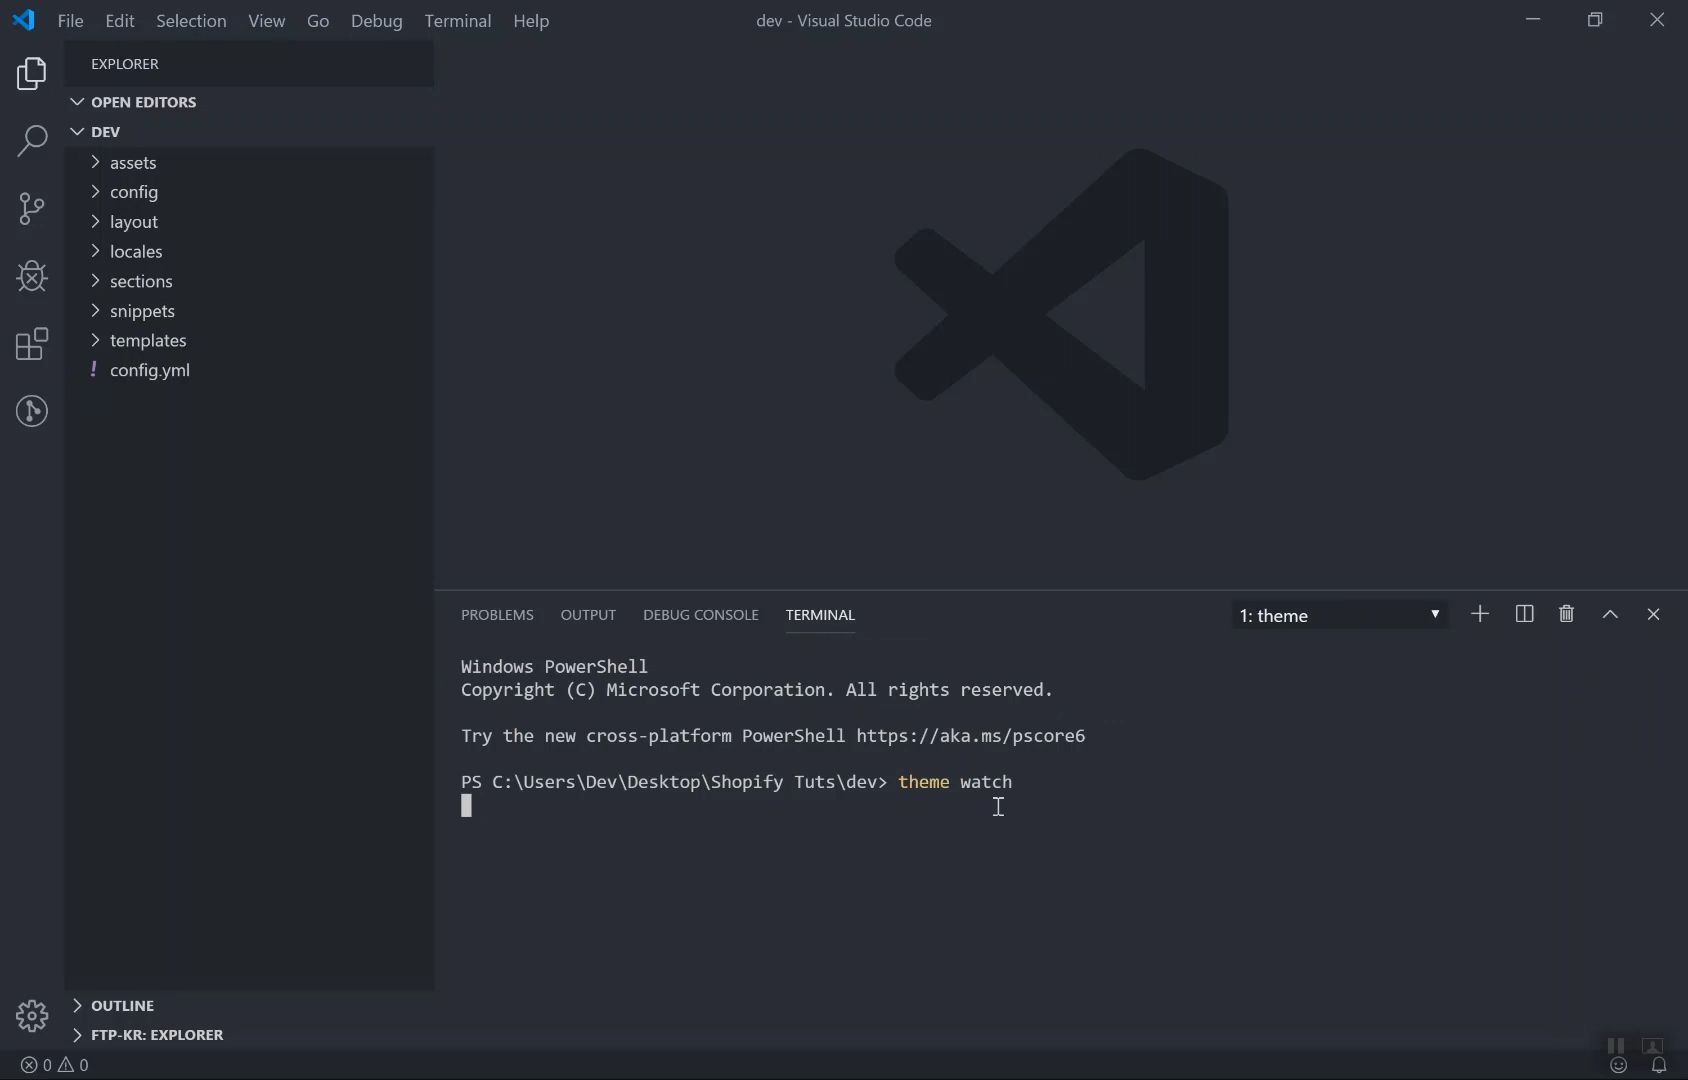 File Edit Selection View Go Debug Terminal Help
dev - Visual Studio Code
EXPLORER
OPEN EDITORS
DEV
assets
config
layout
locales
sections
snippets
templates
! config.yml
PROBLEMS OUTPUT DEBUG CONSOLE TERMINAL
1: theme
Windows PowerShell
Copyright (C) Microsoft Corporation. All rights reserved.
Try the new cross-platform PowerShell https://aka.ms/pscore6
PS C:\Users\Dev\Desktop\Shopify Tuts\dev> theme watch
OUTLINE
FTP-KR: EXPLORER
0 0